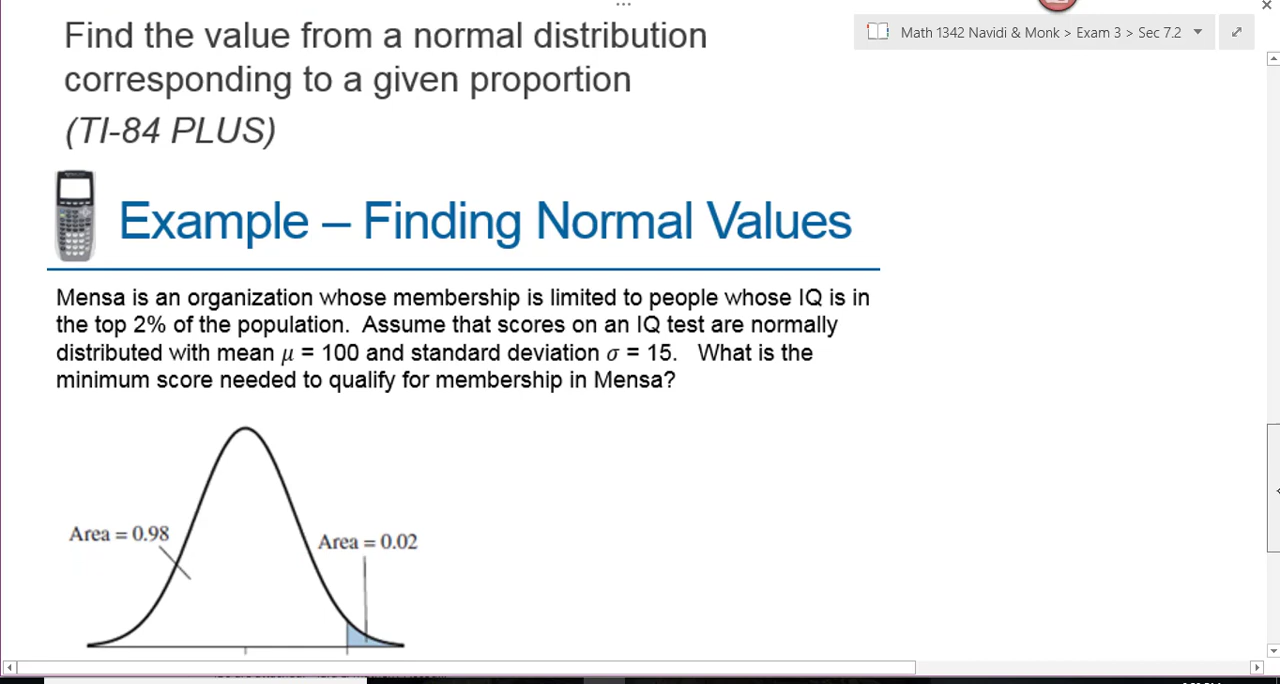 Find the value from a normal distribution
corresponding to a given proportion
(TI-84 PLUS)
Math 1342 Navidi & Monk > Exam 3 > Sec 7.2
Example – Finding Normal Values
Mensa is an organization whose membership is limited to people whose IQ is in
the top 2% of the population. Assume that scores on an IQ test are normally
distributed with mean μ = 100 and standard deviation σ = 15. What is the
minimum score needed to qualify for membership in Mensa?
Area = 0.98
Area = 0.02